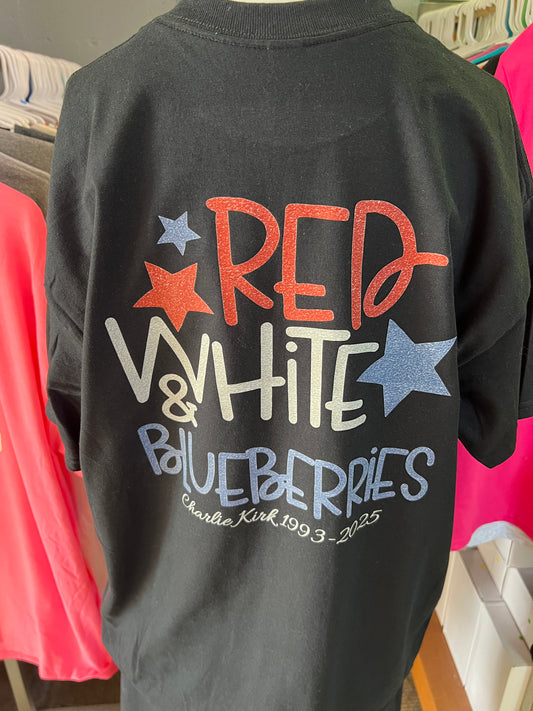 RED
WHiTE
&
BLUEBERRiES
Charlie Kirk 1993-2025